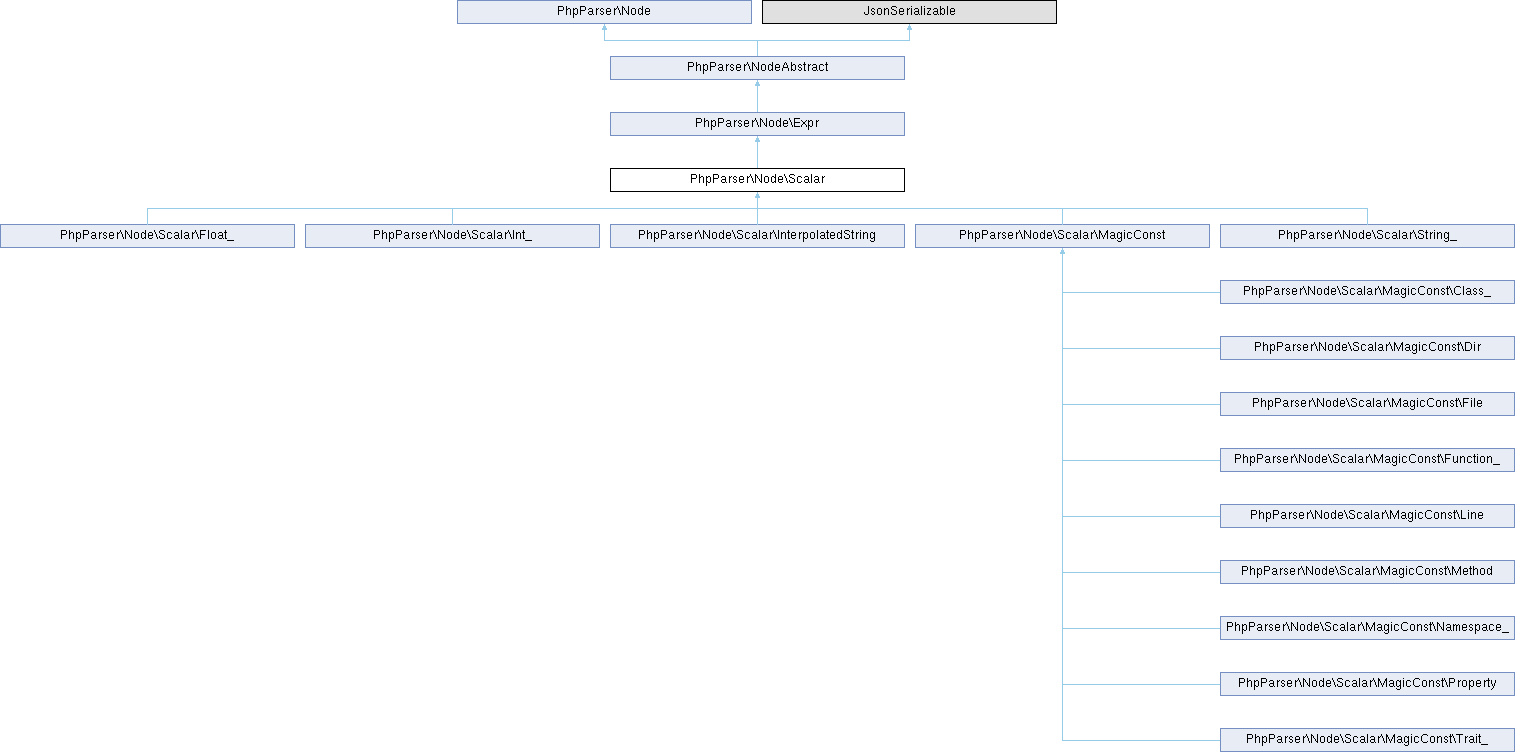 PhpParser\Node
JsonSerializable
PhpParser\NodeAbstract
PhpParser\Node\Expr
PhpParser\Node\Scalar
PhpParser\Node\Scalar\Float_
PhpParser\Node\Scalar\Int_
PhpParser\Node\Scalar\InterpolatedString
PhpParser\Node\Scalar\MagicConst
PhpParser\Node\Scalar\String_
PhpParser\Node\Scalar\MagicConst\Class_
PhpParser\Node\Scalar\MagicConst\Dir
PhpParser\Node\Scalar\MagicConst\File
PhpParser\Node\Scalar\MagicConst\Function_
PhpParser\Node\Scalar\MagicConst\Line
PhpParser\Node\Scalar\MagicConst\Method
PhpParser\Node\Scalar\MagicConst\Namespace_
PhpParser\Node\Scalar\MagicConst\Property
PhpParser\Node\Scalar\MagicConst\Trait_